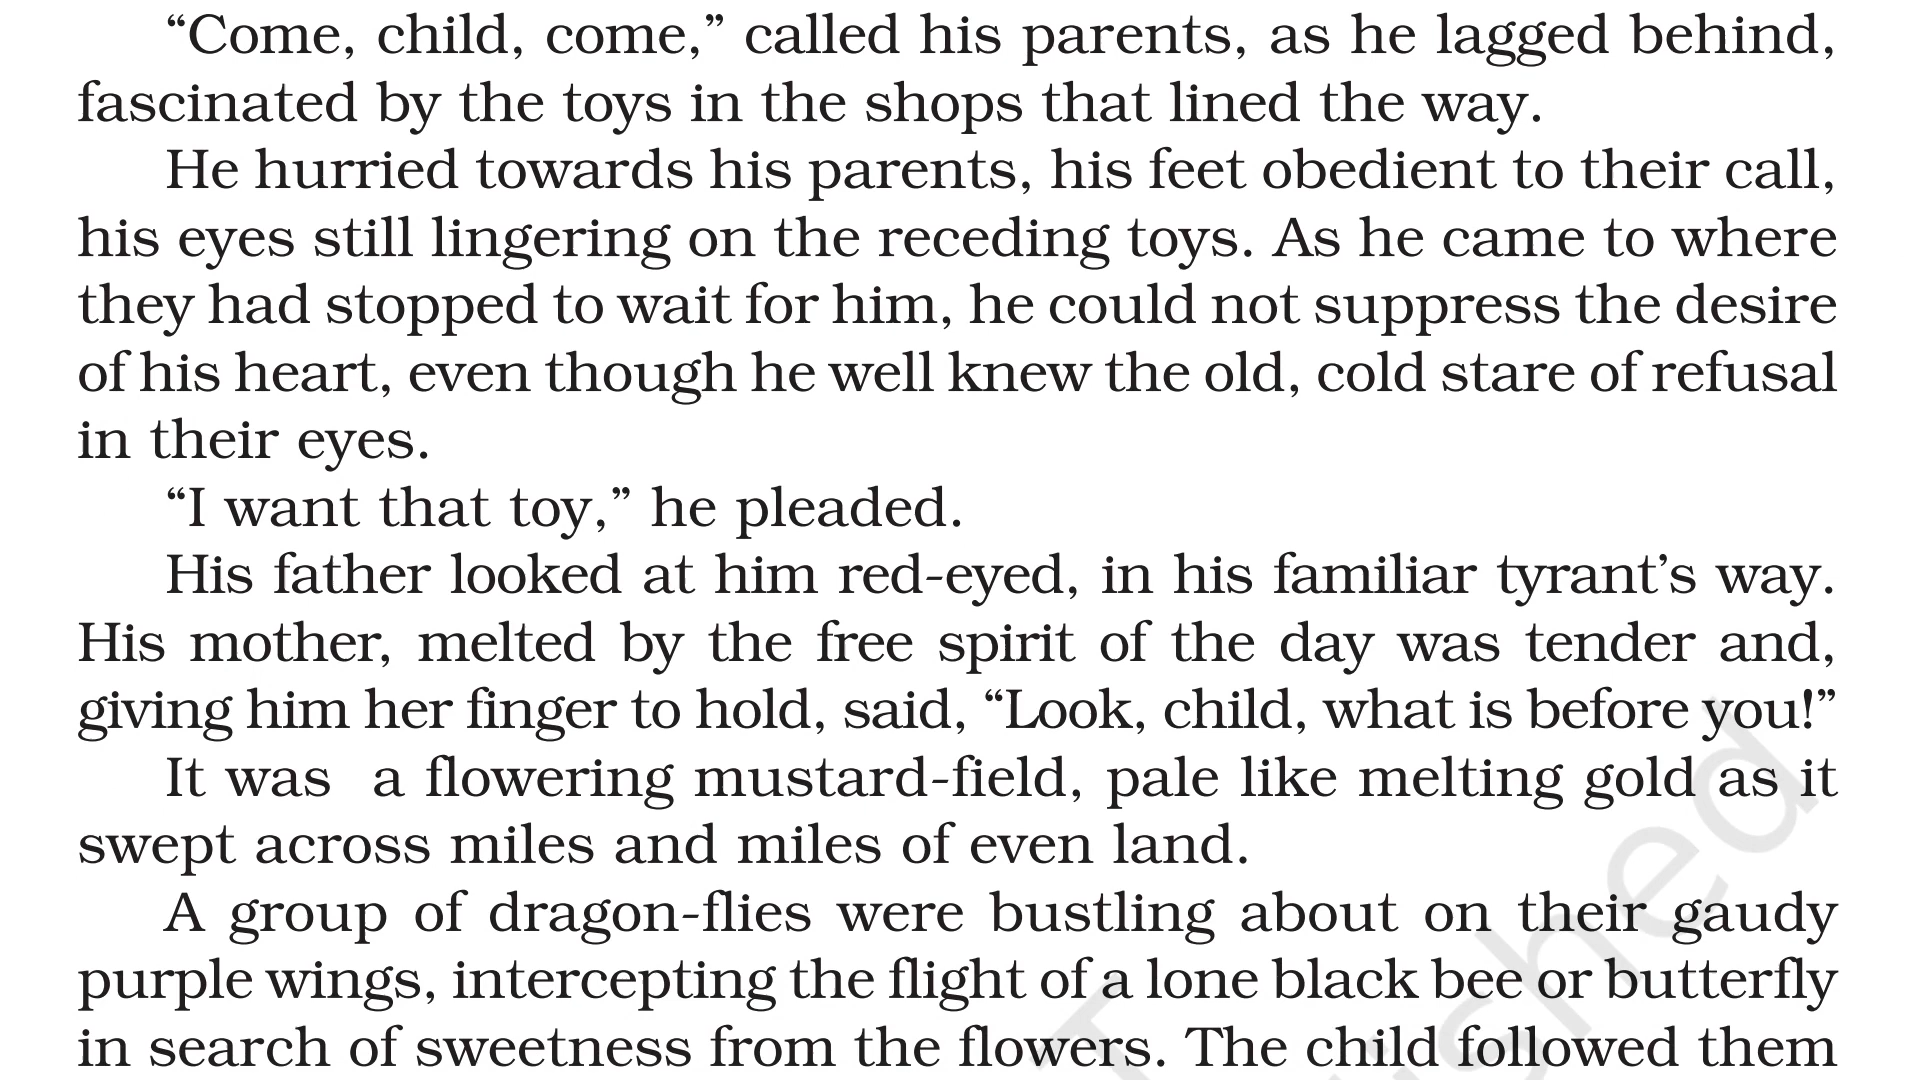 “Come, child, come,” called his parents, as he lagged behind,
fascinated by the toys in the shops that lined the way.
He hurried towards his parents, his feet obedient to their call,
his eyes still lingering on the receding toys. As he came to where
they had stopped to wait for him, he could not suppress the desire
of his heart, even though he well knew the old, cold stare of refusal
in their eyes.
“I want that toy,” he pleaded.
His father looked at him red-eyed, in his familiar tyrant’s way.
His mother, melted by the free spirit of the day was tender and,
giving him her finger to hold, said, “Look, child, what is before you!”
It was  a flowering mustard-field, pale like melting gold as it
swept across miles and miles of even land.
A group of dragon-flies were bustling about on their gaudy
purple wings, intercepting the flight of a lone black bee or butterfly
in search of sweetness from the flowers. The child followed them